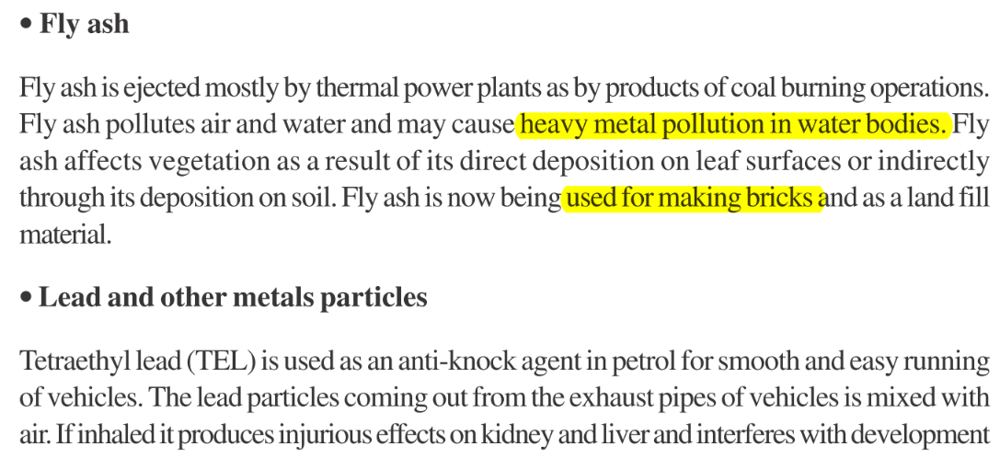 • Fly ash
Fly ash is ejected mostly by thermal power plants as by products of coal burning operations.
Fly ash pollutes air and water and may cause heavy metal pollution in water bodies. Fly
ash affects vegetation as a result of its direct deposition on leaf surfaces or indirectly
through its deposition on soil. Fly ash is now being used for making bricks and as a land fill
material.
• Lead and other metals particles
Tetraethyl lead (TEL) is used as an anti-knock agent in petrol for smooth and easy running
of vehicles. The lead particles coming out from the exhaust pipes of vehicles is mixed with
air. If inhaled it produces injurious effects on kidney and liver and interferes with development